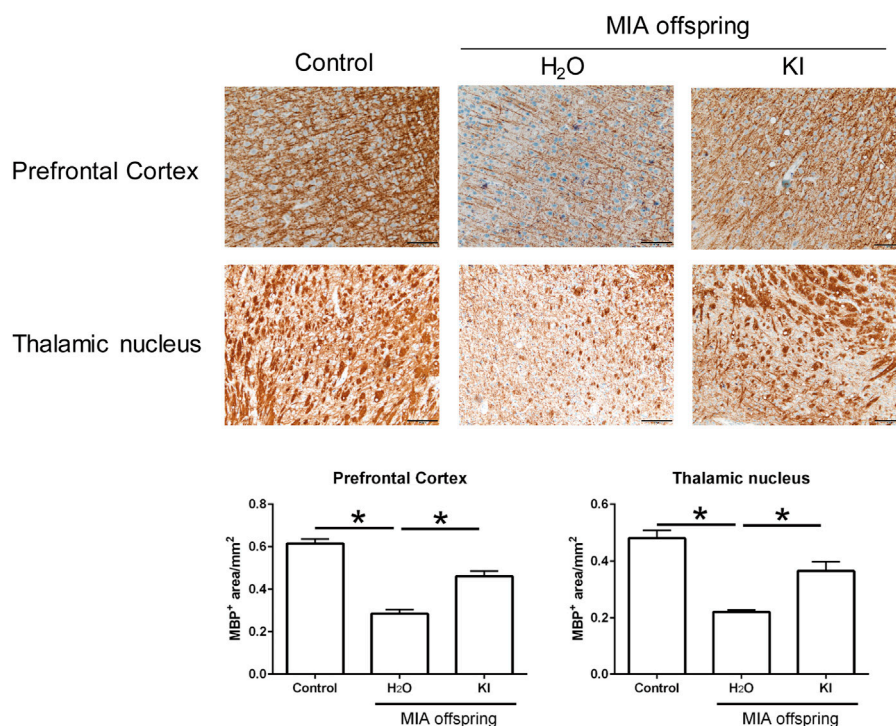 MIA offspring
Control
H₂O
KI
Prefrontal Cortex
Thalamic nucleus
Prefrontal Cortex
MBP⁺ area/mm²
0.8
0.6
0.4
0.2
0.0
*
*
Control
H₂O
KI
MIA offspring
Thalamic nucleus
MBP⁺ area/mm²
0.6
0.4
0.2
0.0
*
*
Control
H₂O
KI
MIA offspring